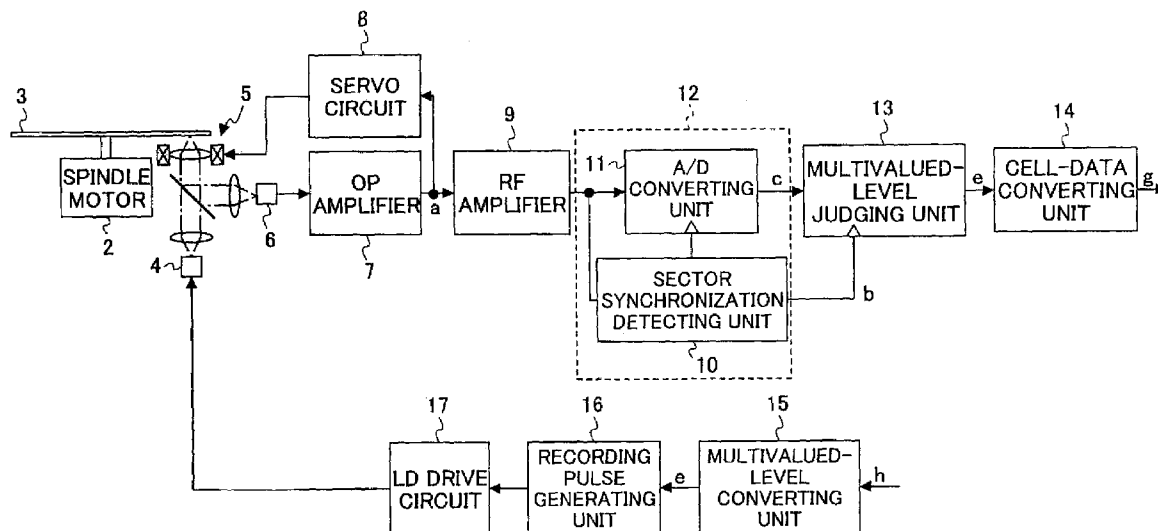 8
SERVO
CIRCUIT
3
5
SPINDLE
MOTOR
2
6
4
OP
AMPLIFIER
7
a
9
RF
AMPLIFIER
12
11
A/D
CONVERTING
UNIT
c
SECTOR
SYNCHRONIZATION
DETECTING UNIT
10
b
13
MULTIVALUED-
LEVEL
JUDGING UNIT
e
14
CELL-DATA
CONVERTING
UNIT
g
17
LD DRIVE
CIRCUIT
16
RECORDING
PULSE
GENERATING
UNIT
e
15
MULTIVALUED-
LEVEL
CONVERTING
UNIT
h